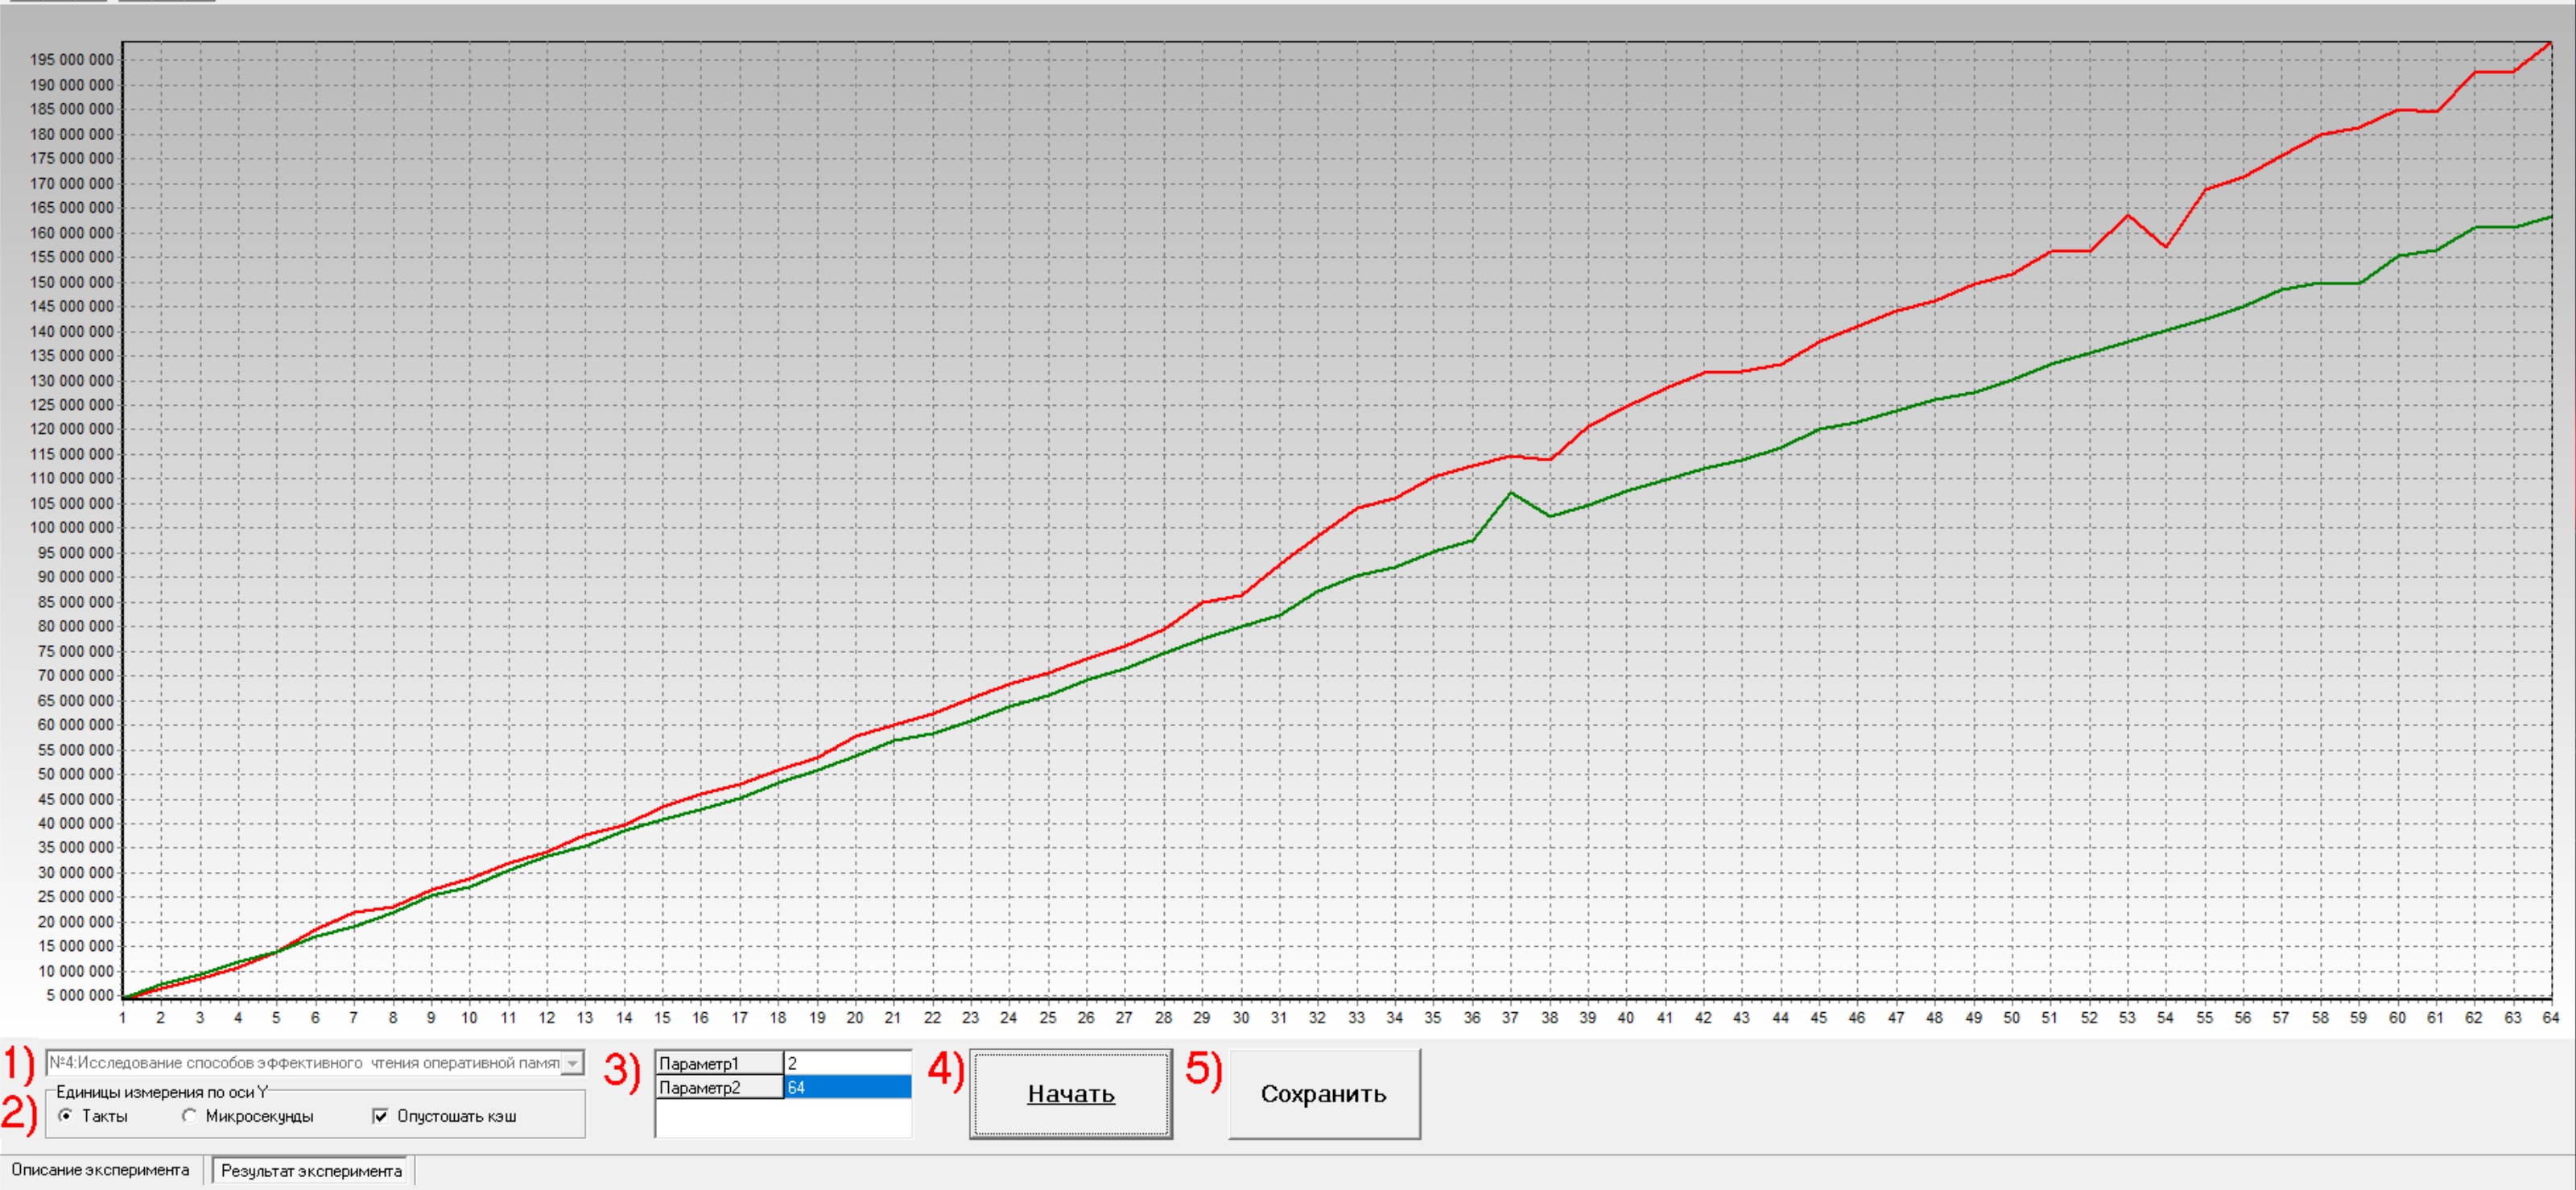 195 000 000
190 000 000
185 000 000
180 000 000
175 000 000
170 000 000
165 000 000
160 000 000
155 000 000
150 000 000
145 000 000
140 000 000
135 000 000
130 000 000
125 000 000
120 000 000
115 000 000
110 000 000
105 000 000
100 000 000
95 000 000
90 000 000
85 000 000
80 000 000
75 000 000
70 000 000
65 000 000
60 000 000
55 000 000
50 000 000
45 000 000
40 000 000
35 000 000
30 000 000
25 000 000
20 000 000
15 000 000
10 000 000
5 000 000
1 2 3 4 5 6 7 8 9 10 11 12 13 14 15 16 17 18 19 20 21 22 23 24 25 26 27 28 29 30 31 32 33 34 35 36 37 38 39 40 41 42 43 44 45 46 47 48 49 50 51 52 53 54 55 56 57 58 59 60 61 62 63 64
1) №4:Исследование способов эффективного чтения оперативной памят
2) Единицы измерения по оси Y
Такты Микросекунды Опустошать кэш
3) Параметр1 2
Параметр2 64
4) Начать
5) Сохранить
Описание эксперимента Результат эксперимента